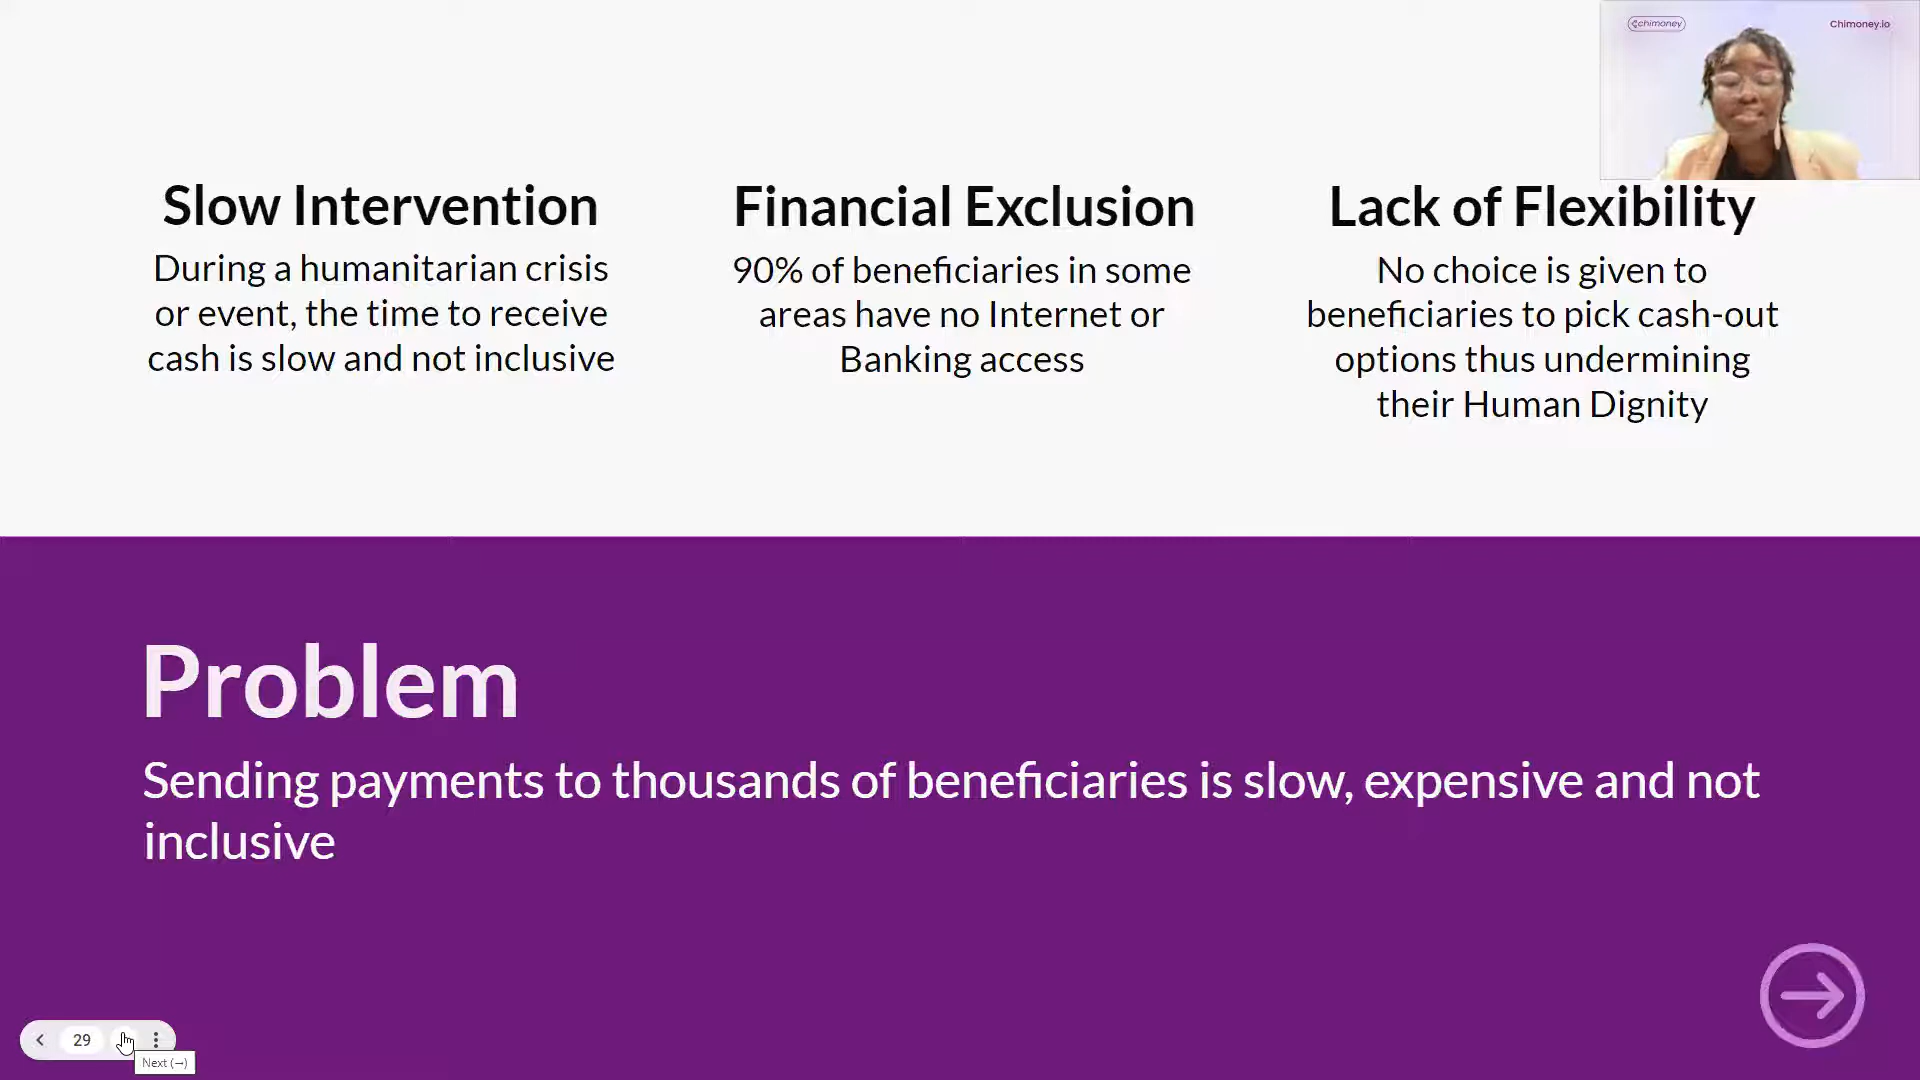 chimoney
Chimoney.io
Slow Intervention
During a humanitarian crisis
or event, the time to receive
cash is slow and not inclusive
Financial Exclusion
90% of beneficiaries in some
areas have no Internet or
Banking access
Lack of Flexibility
No choice is given to
beneficiaries to pick cash-out
options thus undermining
their Human Dignity
Problem
Sending payments to thousands of beneficiaries is slow, expensive and not
inclusive
29
Next (→)